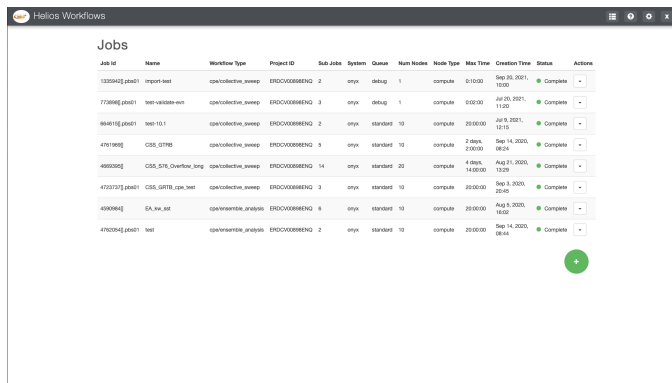 Helios Workflows
x
Jobs
Job Id Name Workflow Type Project ID Sub Jobs System Queue Num Nodes Node Type Max Time Creation Time Status Actions
1335942[].pbs01 import-test cpe/collective_sweep ERDCV00898ENQ 2 onyx debug 1 compute 0:10:00 Sep 20, 2021, 10:00 Complete
773898[].pbs01 test-validate-evn cpe/collective_sweep ERDCV00898ENQ 3 onyx debug 1 compute 0:02:00 Jul 20, 2021, 11:20 Complete
664615[].pbs01 test-10.1 cpe/collective_sweep ERDCV00898ENQ 2 onyx standard 10 compute 20:00:00 Jul 9, 2021, 12:15 Complete
4761969[] CSS_GTRB cpe/collective_sweep ERDCV00898ENQ 5 onyx standard 10 compute 2 days, 2:00:00 Sep 14, 2020, 08:24 Complete
4669395[] CSS_S76_Overflow_long cpe/collective_sweep ERDCV00898ENQ 14 onyx standard 20 compute 4 days, 14:00:00 Aug 21, 2020, 13:29 Complete
4723737[].pbs01 CSS_GRTB_cpe_test cpe/collective_sweep ERDCV00898ENQ 3 onyx standard 10 compute 20:00:00 Sep 3, 2020, 20:45 Complete
4590984[] EA_kw_sst cpe/ensemble_analysis ERDCV00898ENQ 6 onyx standard 10 compute 20:00:00 Aug 5, 2020, 16:02 Complete
4762054[].pbs01 test cpe/ensemble_analysis ERDCV00898ENQ 2 onyx standard 10 compute 20:00:00 Sep 14, 2020, 08:44 Complete
+